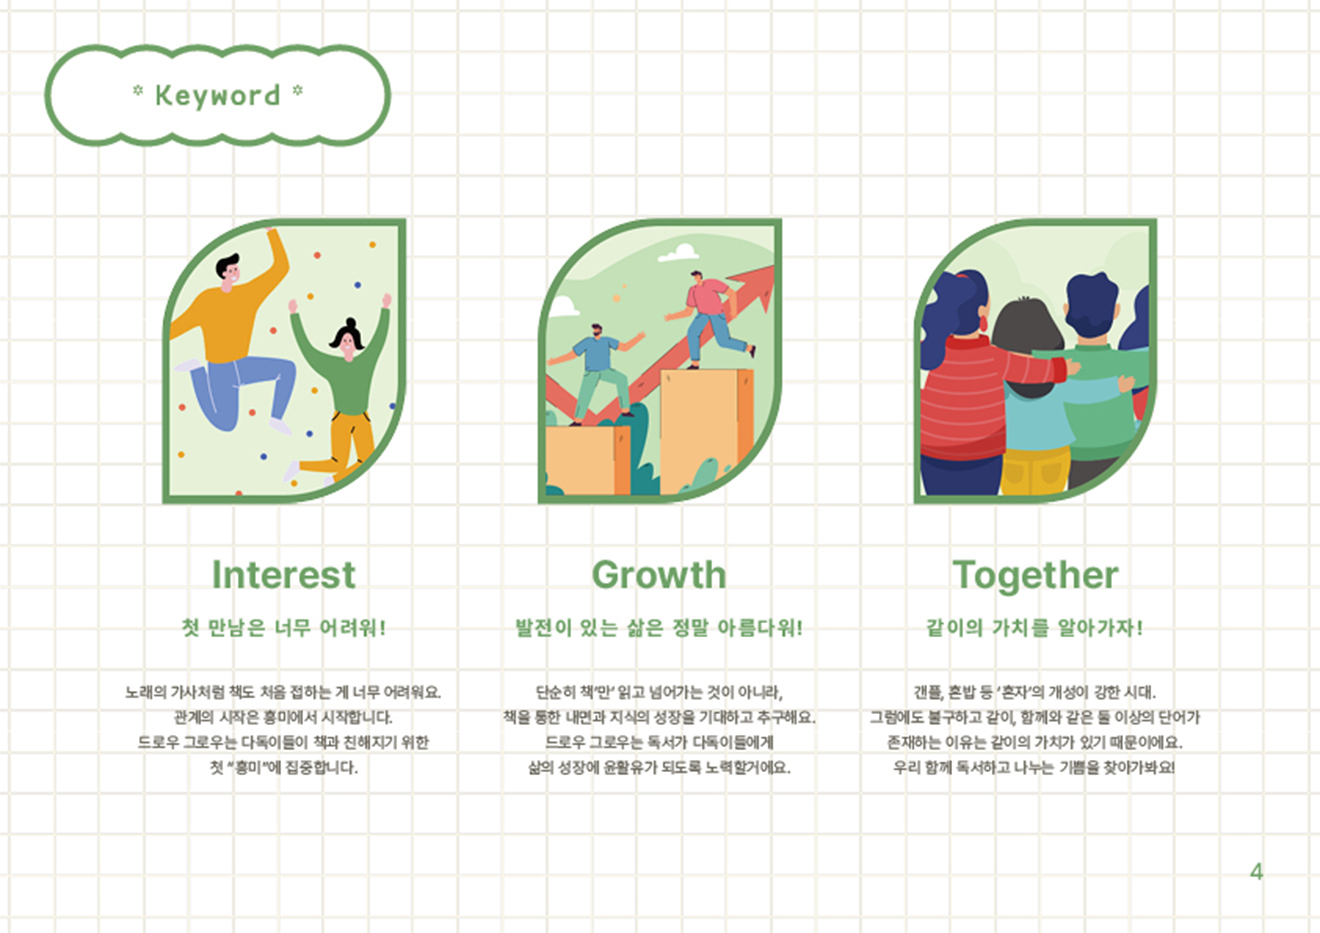 * Keyword *
Interest
첫 만남은 너무 어려워!
노래의 가사처럼 책도 처음 접하는 게 너무 어려워요.
관계의 시작은 흥미에서 시작합니다.
드로우 그로우는 다독이들이 책과 친해지기 위한
첫 “흥미”에 집중합니다.
Growth
발전이 있는 삶은 정말 아름다워!
단순히 책‘만’ 읽고 넘어가는 것이 아니라,
책을 통한 내면과 지식의 성장을 기대하고 추구해요.
드로우 그로우는 독서가 다독이들에게
삶의 성장에 윤활유가 되도록 노력할거에요.
Together
같이의 가치를 알아가자!
갠플, 혼밥 등 ‘혼자’의 개성이 강한 시대.
그럼에도 불구하고 같이, 함께와 같은 둘 이상의 단어가
존재하는 이유는 같이의 가치가 있기 때문이에요.
우리 함께 독서하고 나누는 기쁨을 찾아가봐요!
4